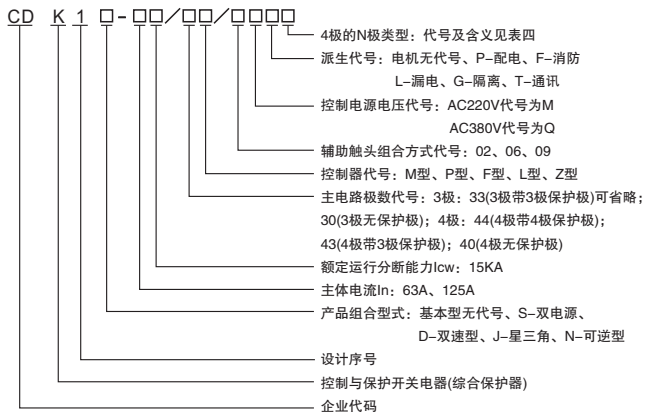 CD K 1 □-□□/□□/□□□□
4极的N极类型：代号及含义见表四
派生代号：电机无代号、P-配电、F-消防
L-漏电、G-隔离、T-通讯
控制电源电压代号：AC220V代号为M
AC380V代号为Q
辅助触头组合方式代号：02、06、09
控制器代号：M型、P型、F型、L型、Z型
主电路极数代号：3极：33(3极带3极保护极)可省略；
30(3极无保护极)；4极：44(4极带4极保护极)；
43(4极带3极保护极)；40(4极无保护极)
额定运行分断能力Icw：15KA
主体电流In：63A、125A
产品组合型式：基本型无代号、S-双电源、
D-双速型、J-星三角、N-可逆型
设计序号
控制与保护开关电器(综合保护器)
企业代码